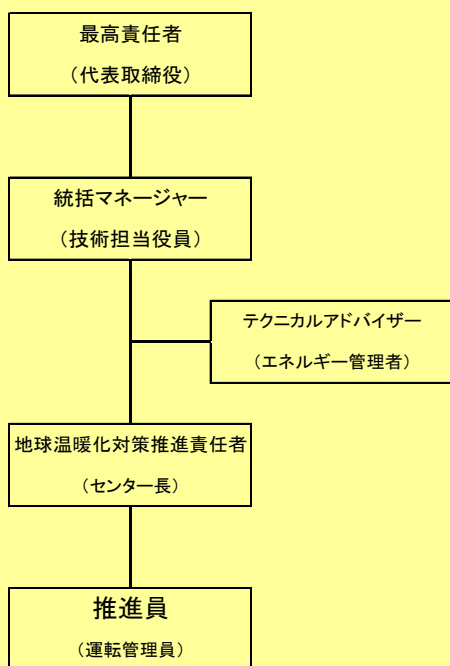 最高責任者
（代表取締役）
統括マネージャー
（技術担当役員）
テクニカルアドバイザー
（エネルギー管理者）
地球温暖化対策推進責任者
（センター長）
推進員
（運転管理員）